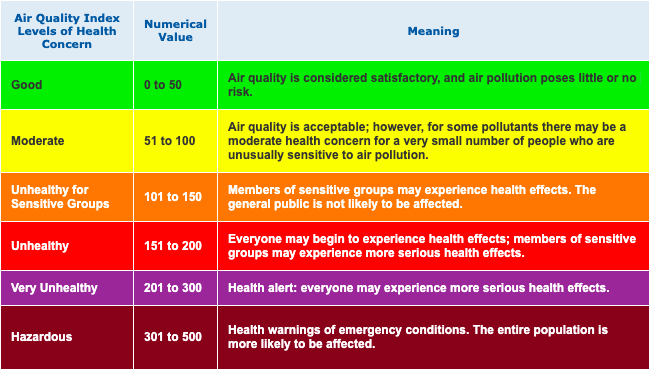 Air Quality Index
Levels of Health
Concern
Numerical
Value
Meaning
Good
0 to 50
Air quality is considered satisfactory, and air pollution poses little or no
risk.
Moderate
51 to 100
Air quality is acceptable; however, for some pollutants there may be a
moderate health concern for a very small number of people who are
unusually sensitive to air pollution.
Unhealthy for
Sensitive Groups
101 to 150
Members of sensitive groups may experience health effects. The
general public is not likely to be affected.
Unhealthy
151 to 200
Everyone may begin to experience health effects; members of sensitive
groups may experience more serious health effects.
Very Unhealthy
201 to 300
Health alert: everyone may experience more serious health effects.
Hazardous
301 to 500
Health warnings of emergency conditions. The entire population is
more likely to be affected.